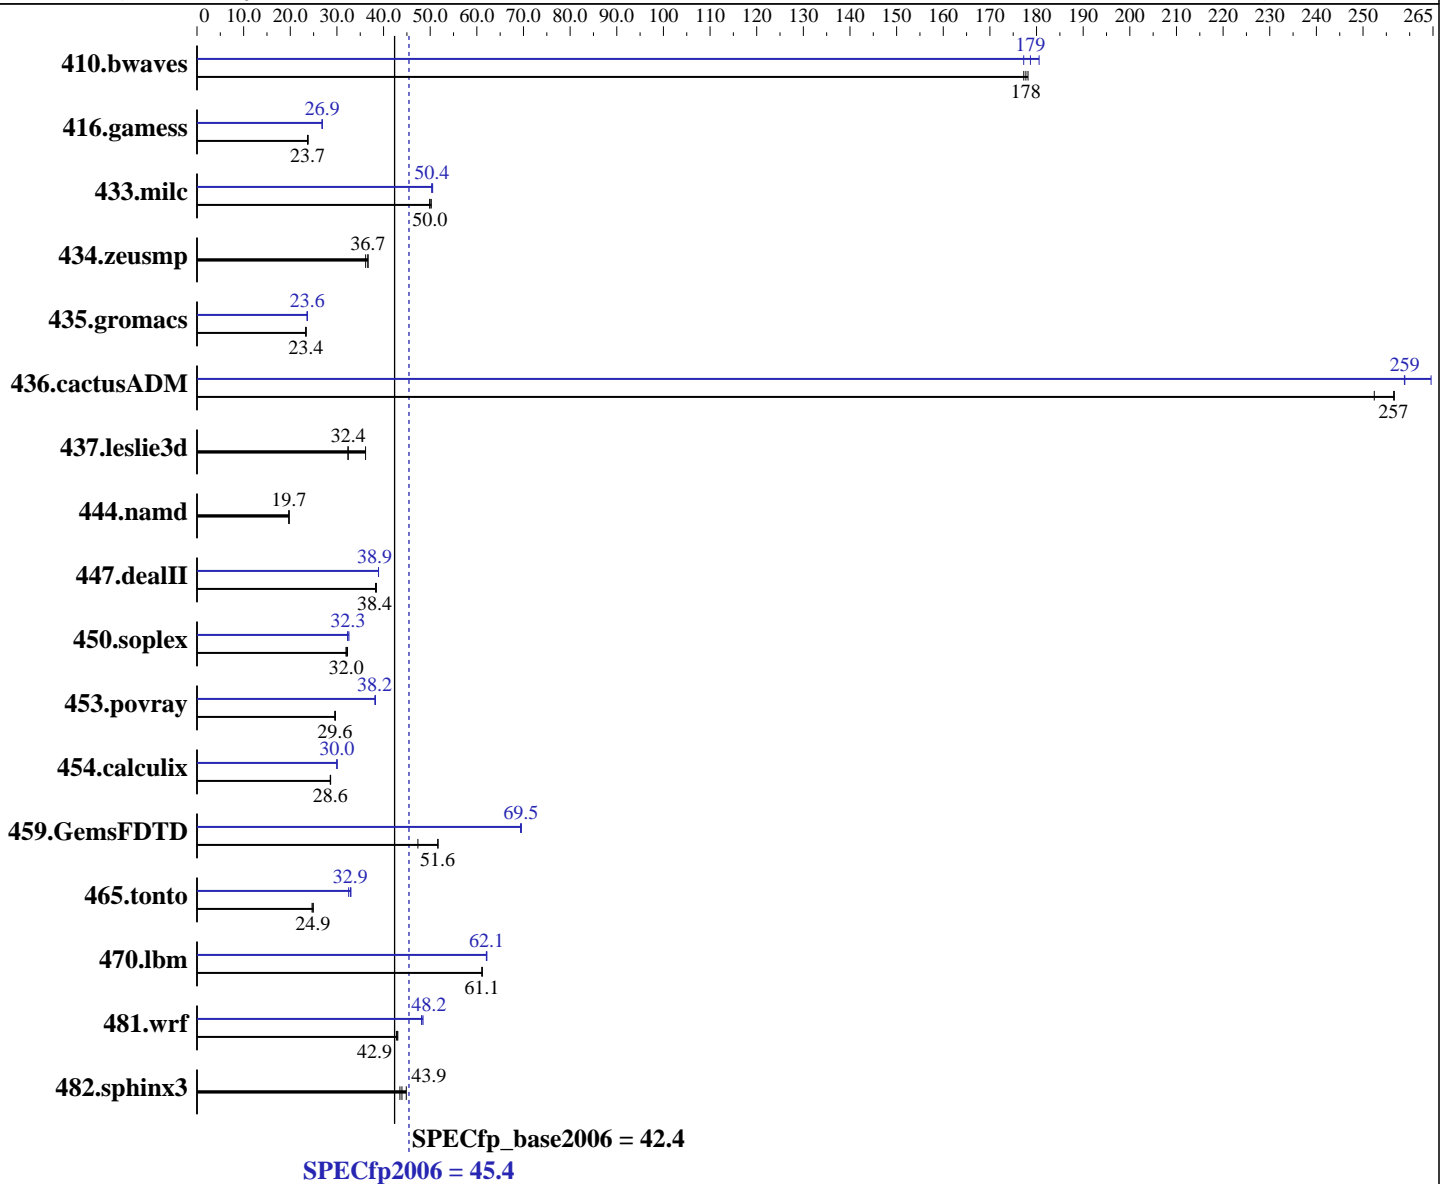 0 10.0 20.0 30.0 40.0 50.0 60.0 70.0 80.0 90.0 100 110 120 130 140 150 160 170 180 190 200 210 220 230 240 250 265
410.bwaves
179
178
416.gamess
26.9
23.7
433.milc
50.4
50.0
434.zeusmp
36.7
435.gromacs
23.6
23.4
436.cactusADM
259
257
437.leslie3d
32.4
444.namd
19.7
447.dealII
38.9
38.4
450.soplex
32.3
32.0
453.povray
38.2
29.6
454.calculix
30.0
28.6
459.GemsFDTD
69.5
51.6
465.tonto
32.9
24.9
470.lbm
62.1
61.1
481.wrf
48.2
42.9
482.sphinx3
43.9
SPECfp_base2006 = 42.4
SPECfp2006 = 45.4